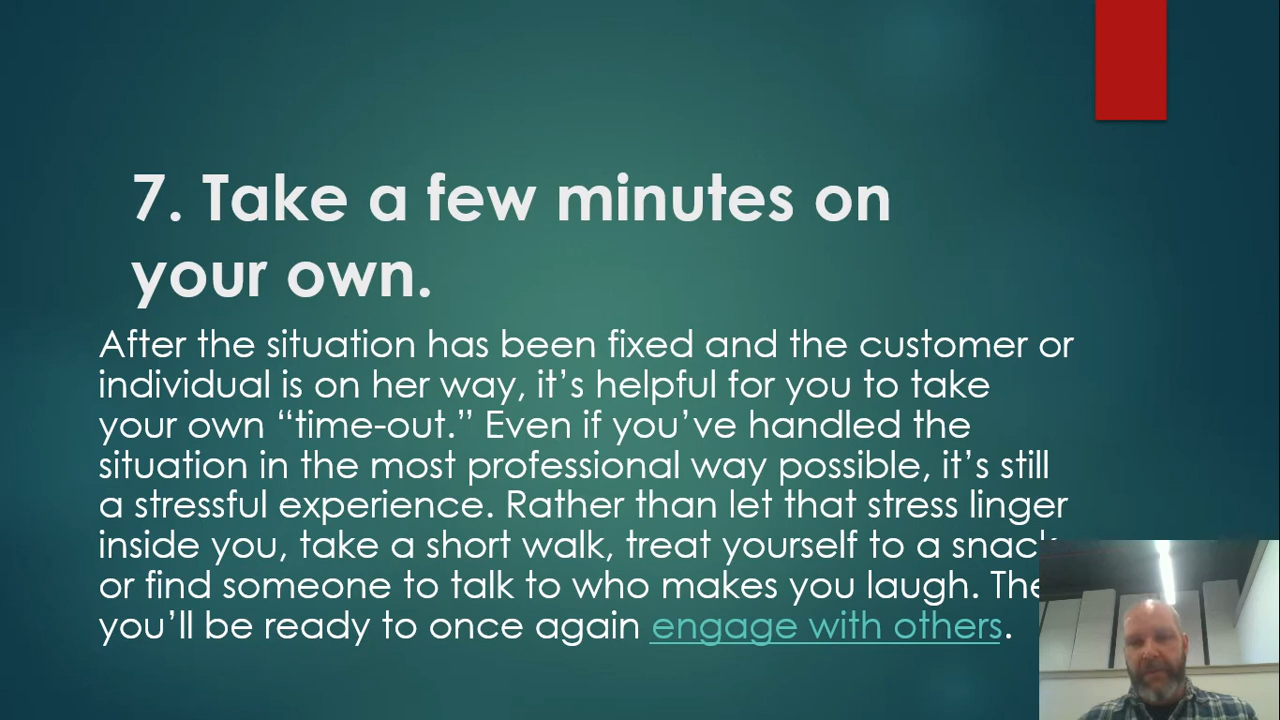 7. Take a few minutes on
your own.
After the situation has been fixed and the customer or
individual is on her way, it’s helpful for you to take
your own “time-out.” Even if you’ve handled the
situation in the most professional way possible, it’s still
a stressful experience. Rather than let that stress linger
inside you, take a short walk, treat yourself to a snack
or find someone to talk to who makes you laugh. The
you’ll be ready to once again engage with others.